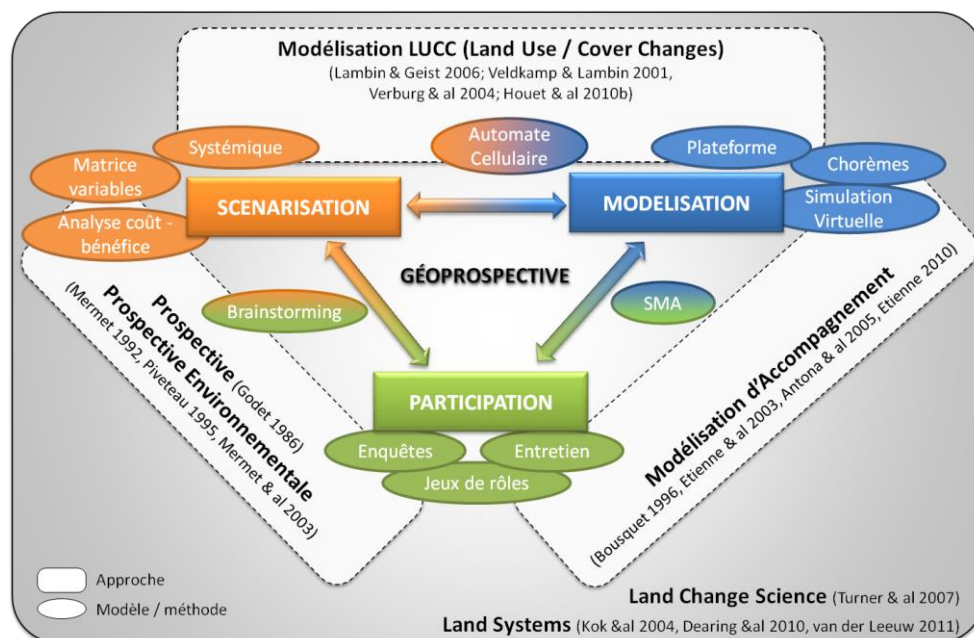 Modélisation LUCC (Land Use / Cover Changes)
(Lambin & Geist 2006; Veldkamp & Lambin 2001,
Verburg & al 2004; Houet & al 2010b)
Systémique
Automate
Cellulaire
Plateforme
Chorèmes
Matrice
variables
SCENARISATION
MODELISATION
Simulation
Virtuelle
Analyse coût -
bénéfice
GÉOPROSPECTIVE
Brainstorming
SMA
Prospective (Godet 1986)
Prospective Environnementale
(Mermet 1992, Piveteau 1995, Mermet & al 2003)
PARTICIPATION
Enquêtes
Entretien
Jeux de rôles
Modélisation d'Accompagnement
(Bousquet 1996, Etienne & al 2003, Antona & al 2005, Etienne 2010)
Approche
Modèle / méthode
Land Change Science (Turner & al 2007)
Land Systems (Kok &al 2004, Dearing &al 2010, van der Leeuw 2011)